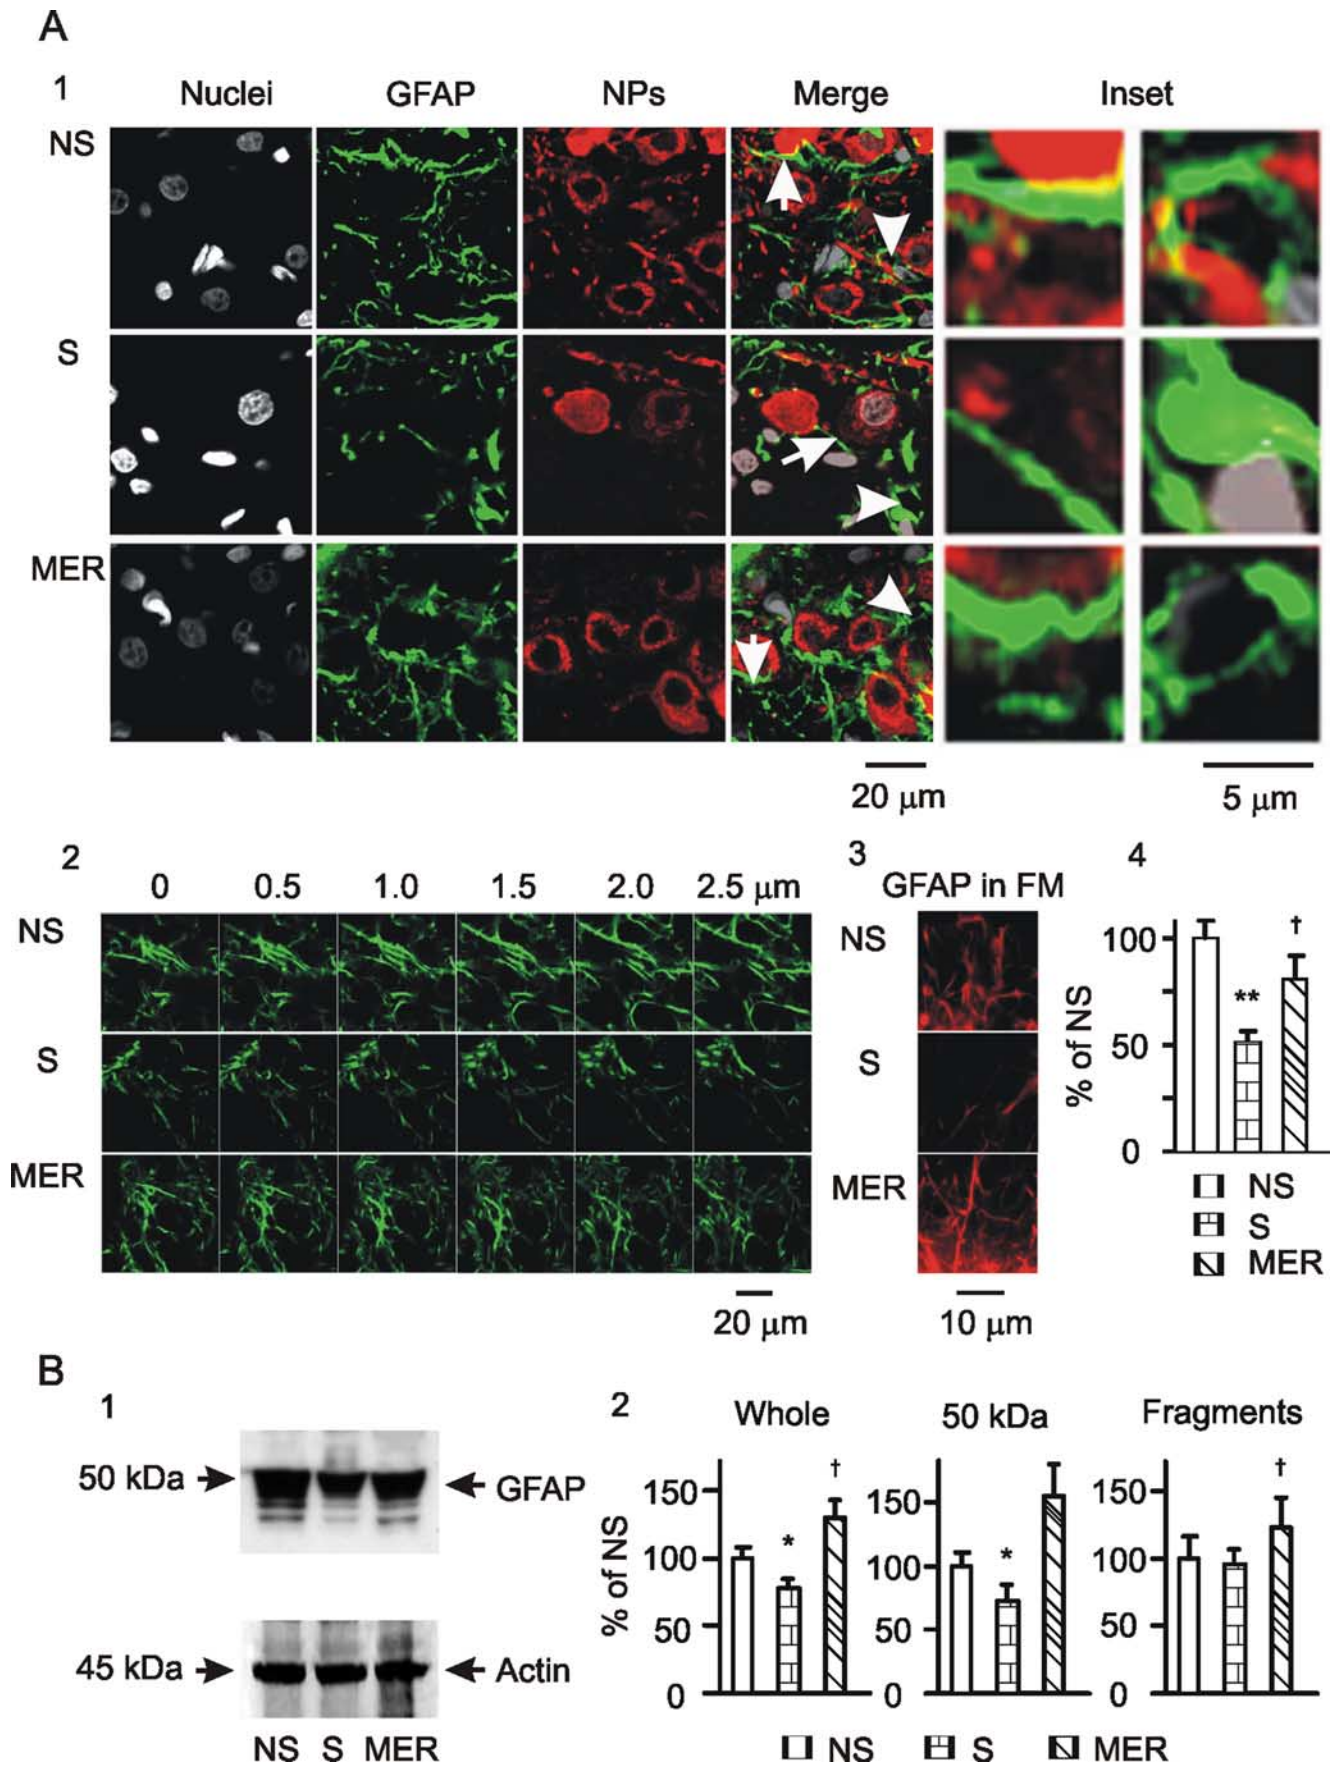 A
1
Nuclei GFAP NPs Merge Inset
NS
S
MER
20 μm 5 μm
2
0 0.5 1.0 1.5 2.0 2.5 μm
NS
S
MER
20 μm
3
GFAP in FM
NS
S
MER
10 μm
4
% of NS
100
50
0
**
†
NS
S
MER
B
1
50 kDa
GFAP
45 kDa
Actin
NS S MER
2
Whole
% of NS
150
100
50
0
*
†
50 kDa
150
100
50
0
*
Fragments
150
100
50
0
†
NS S MER